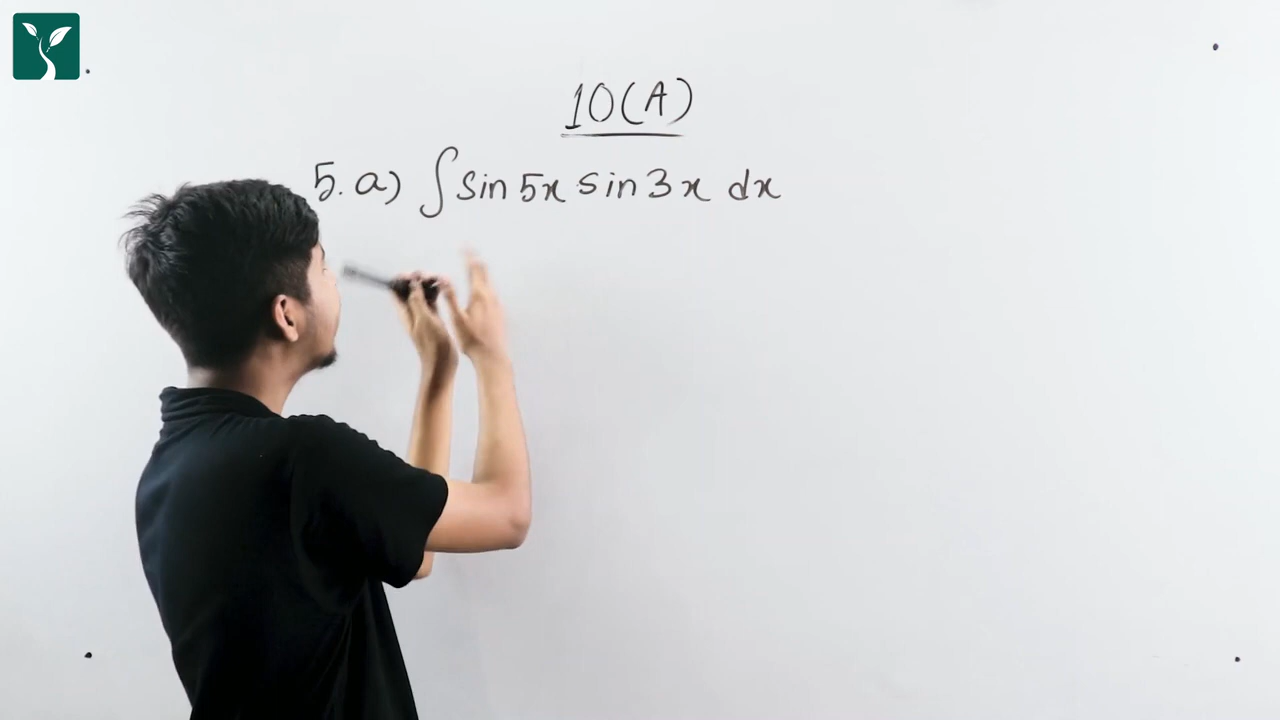 10(A)
5. a) ∫ sin 5x sin 3x dx